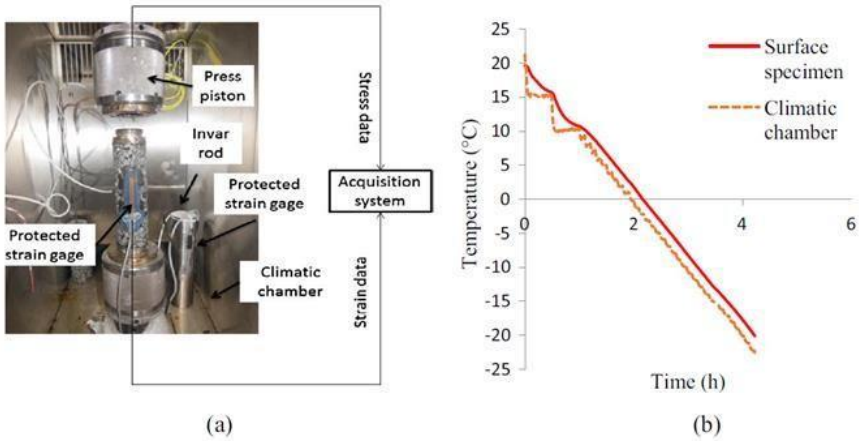 Press
piston
Invar
rod
Protected
strain gage
Protected
strain gage
Climatic
chamber
Stress data
Acquisition
system
Strain data
(a)
Temperature (°C)
25
20
15
10
5
0
-5
-10
-15
-20
-25
0
2
4
6
Surface
specimen
Climatic
chamber
Time (h)
(b)